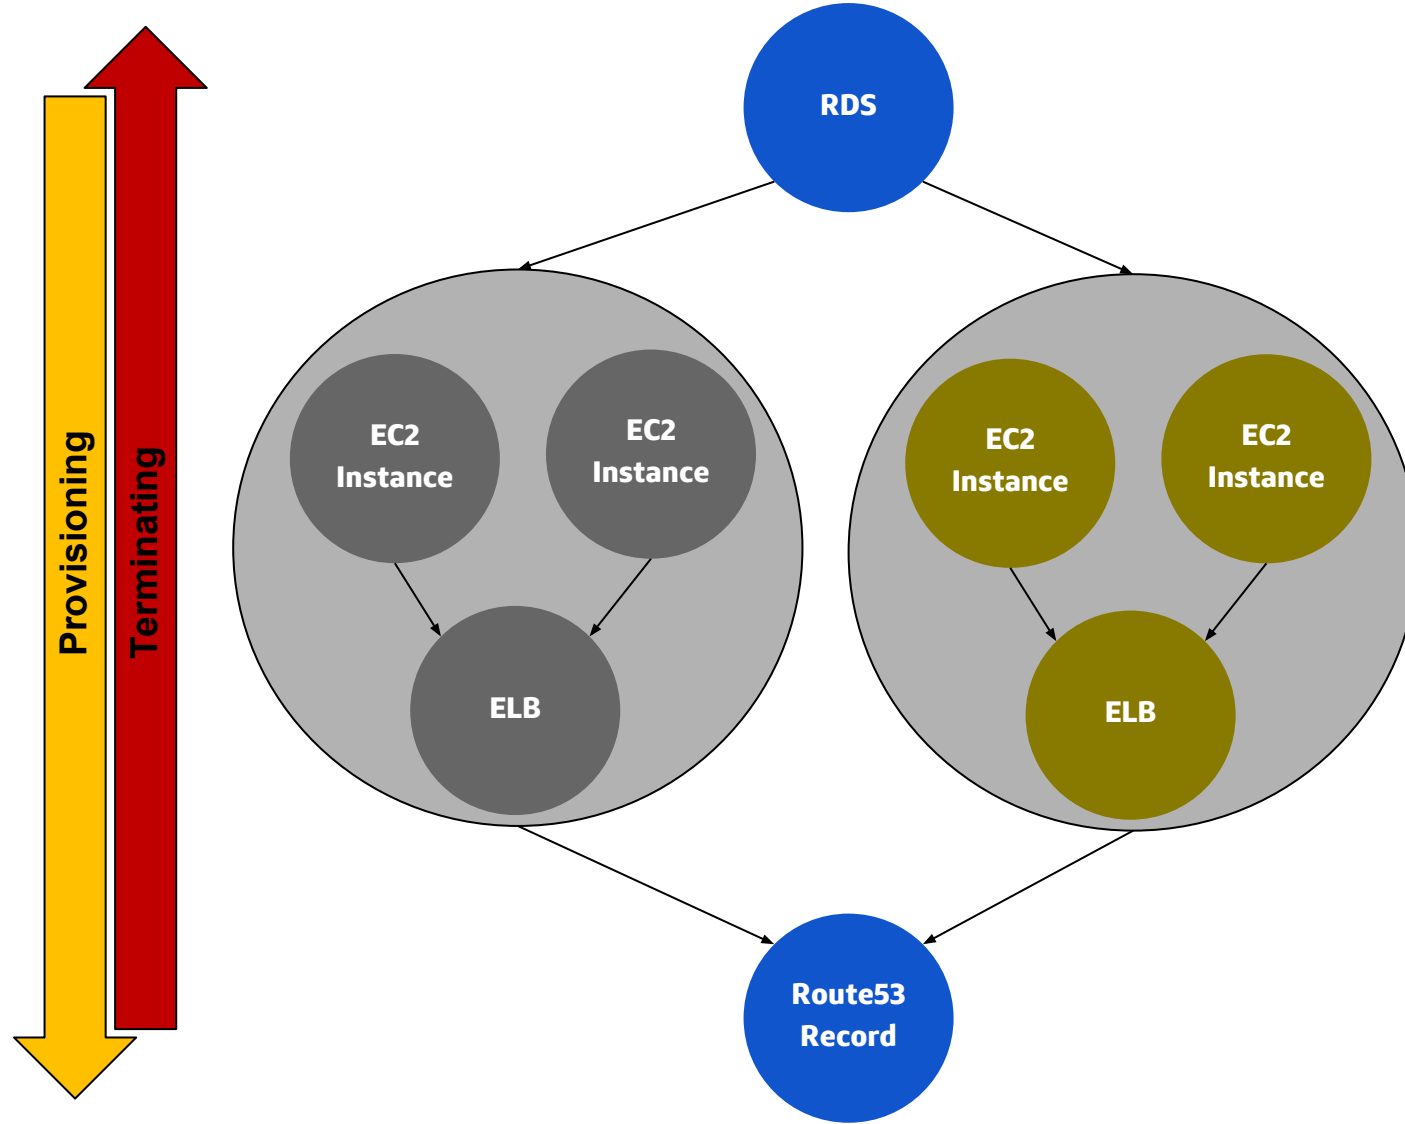 RDS
EC2
Instance
EC2
Instance
EC2
Instance
EC2
Instance
Provisioning
Terminating
ELB
ELB
Route53
Record